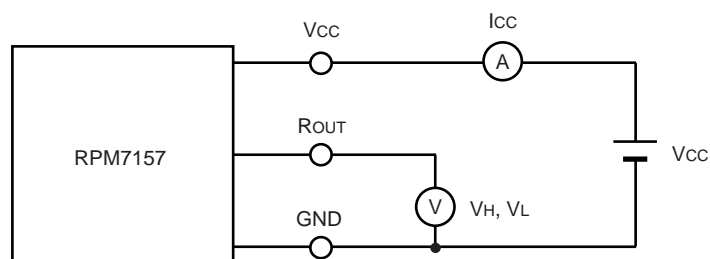 ICC
VCC
A
ROUT
RPM7157
VCC
GND
V
VH, VL